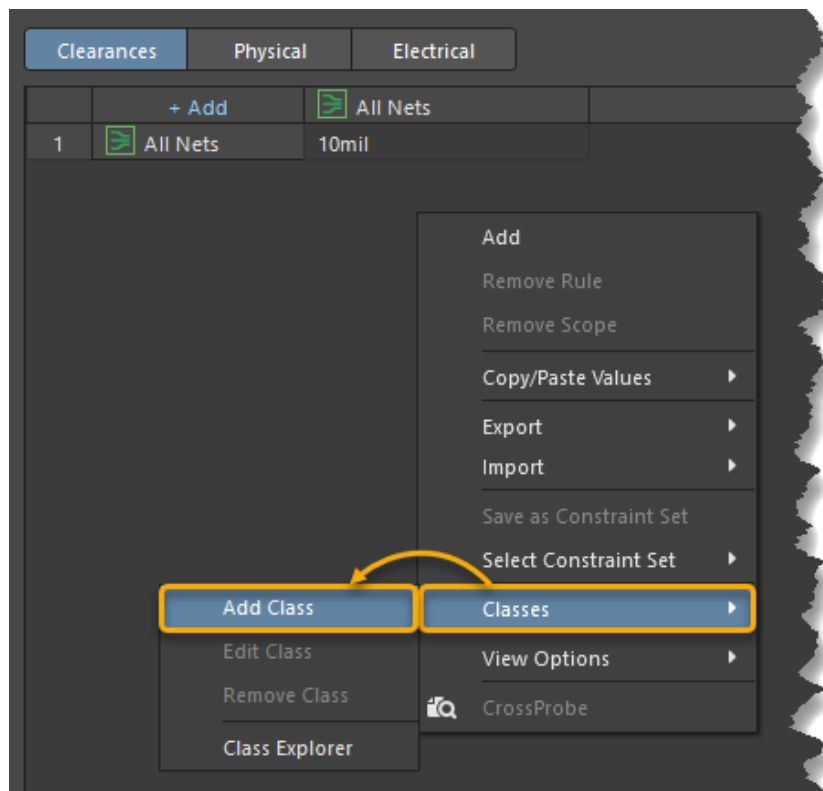 Clearances Physical Electrical
+ Add All Nets
1 All Nets 10mil
Add
Remove Rule
Remove Scope
Copy/Paste Values
Export
Import
Save as Constraint Set
Select Constraint Set
Add Class Classes
Edit Class
View Options
Remove Class
CrossProbe
Class Explorer